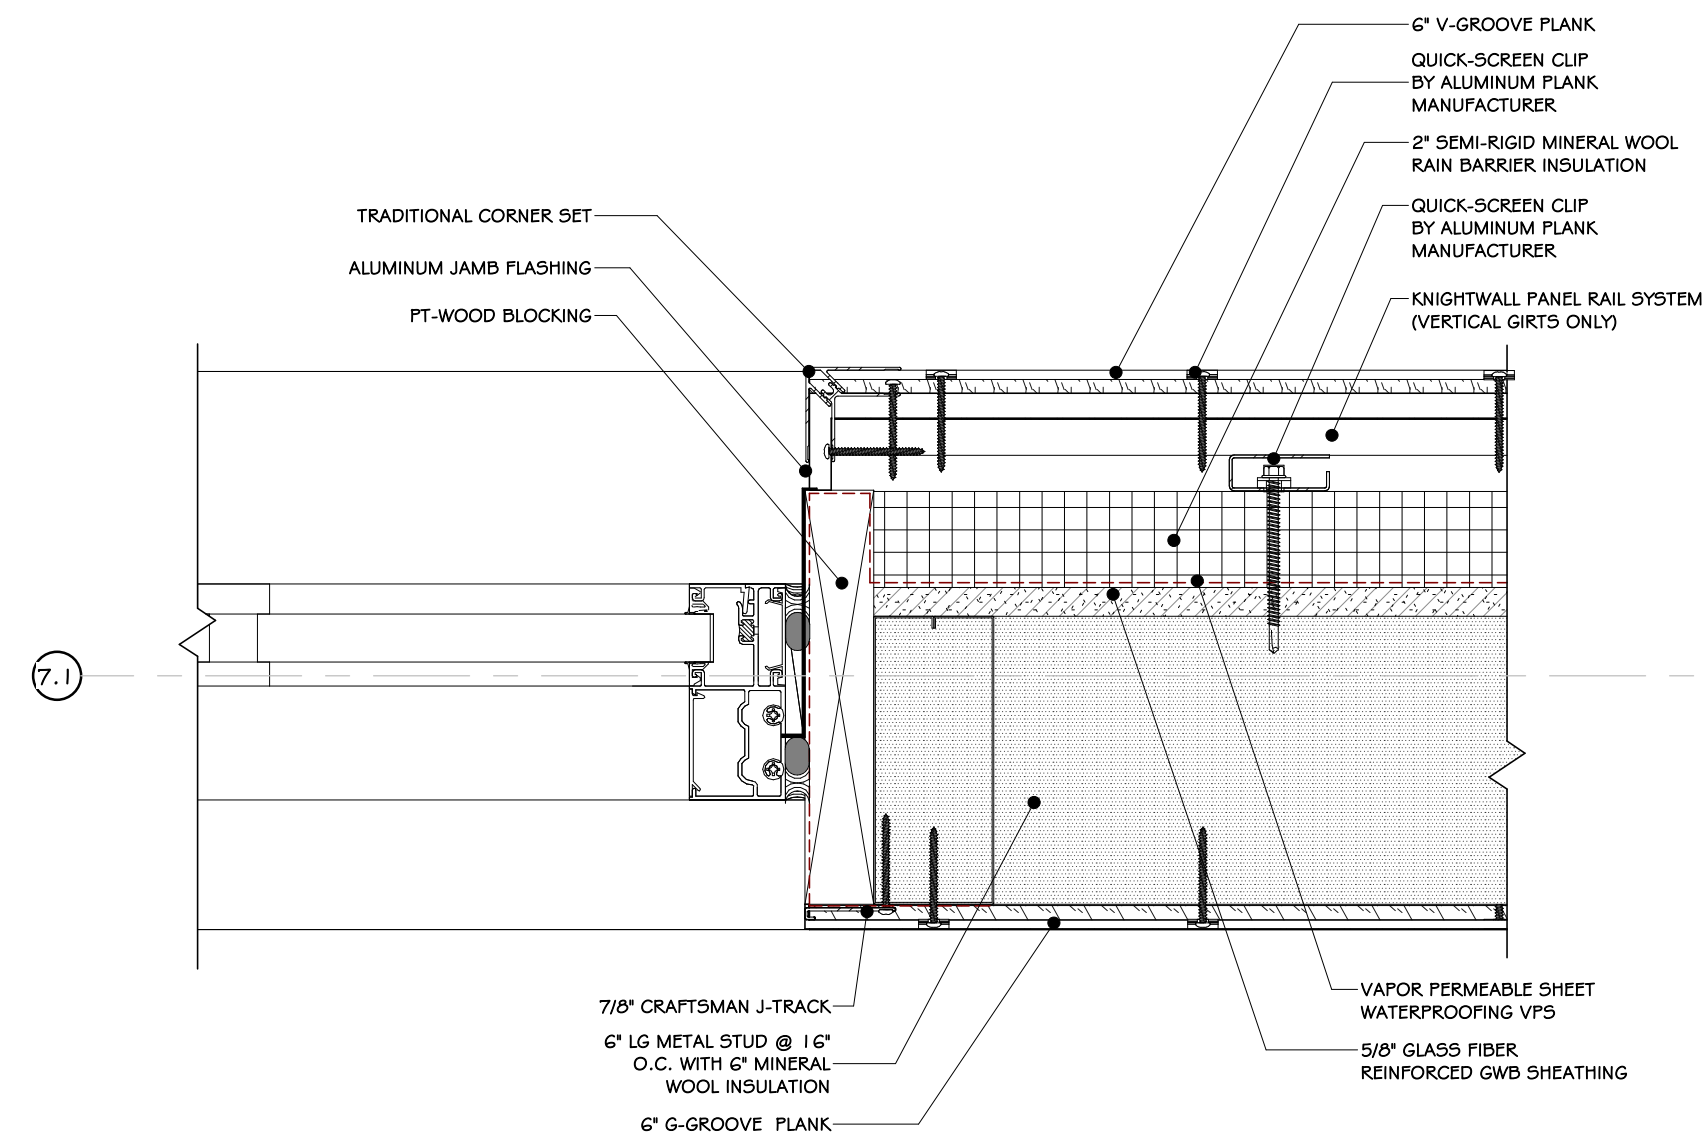 6" V-GROOVE PLANK
QUICK-SCREEN CLIP
BY ALUMINUM PLANK
MANUFACTURER
2" SEMI-RIGID MINERAL WOOL
RAIN BARRIER INSULATION
QUICK-SCREEN CLIP
BY ALUMINUM PLANK
MANUFACTURER
KNIGHTWALL PANEL RAIL SYSTEM
(VERTICAL GIRTS ONLY)
TRADITIONAL CORNER SET
ALUMINUM JAMB FLASHING
PT-WOOD BLOCKING
7.1
7/8" CRAFTSMAN J-TRACK
6" LG METAL STUD @ 16"
O.C. WITH 6" MINERAL
WOOL INSULATION
6" G-GROOVE PLANK
VAPOR PERMEABLE SHEET
WATERPROOFING VPS
5/8" GLASS FIBER
REINFORCED GWB SHEATHING